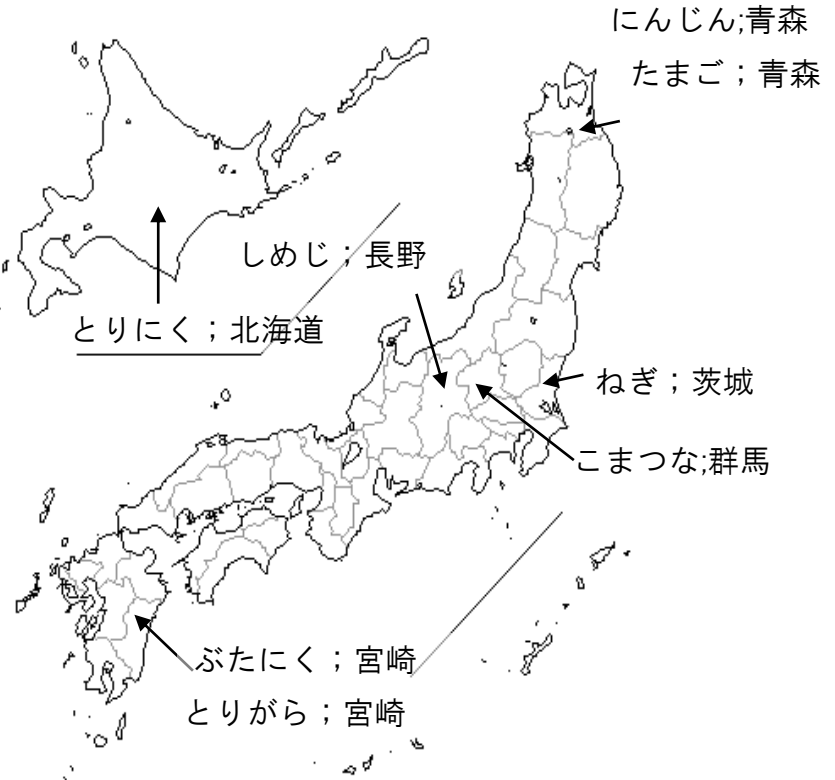 にんじん;青森
たまご；青森
しめじ；長野
とりにく；北海道
ねぎ；茨城
こまつな;群馬
ぶたにく；宮崎
とりがら；宮崎